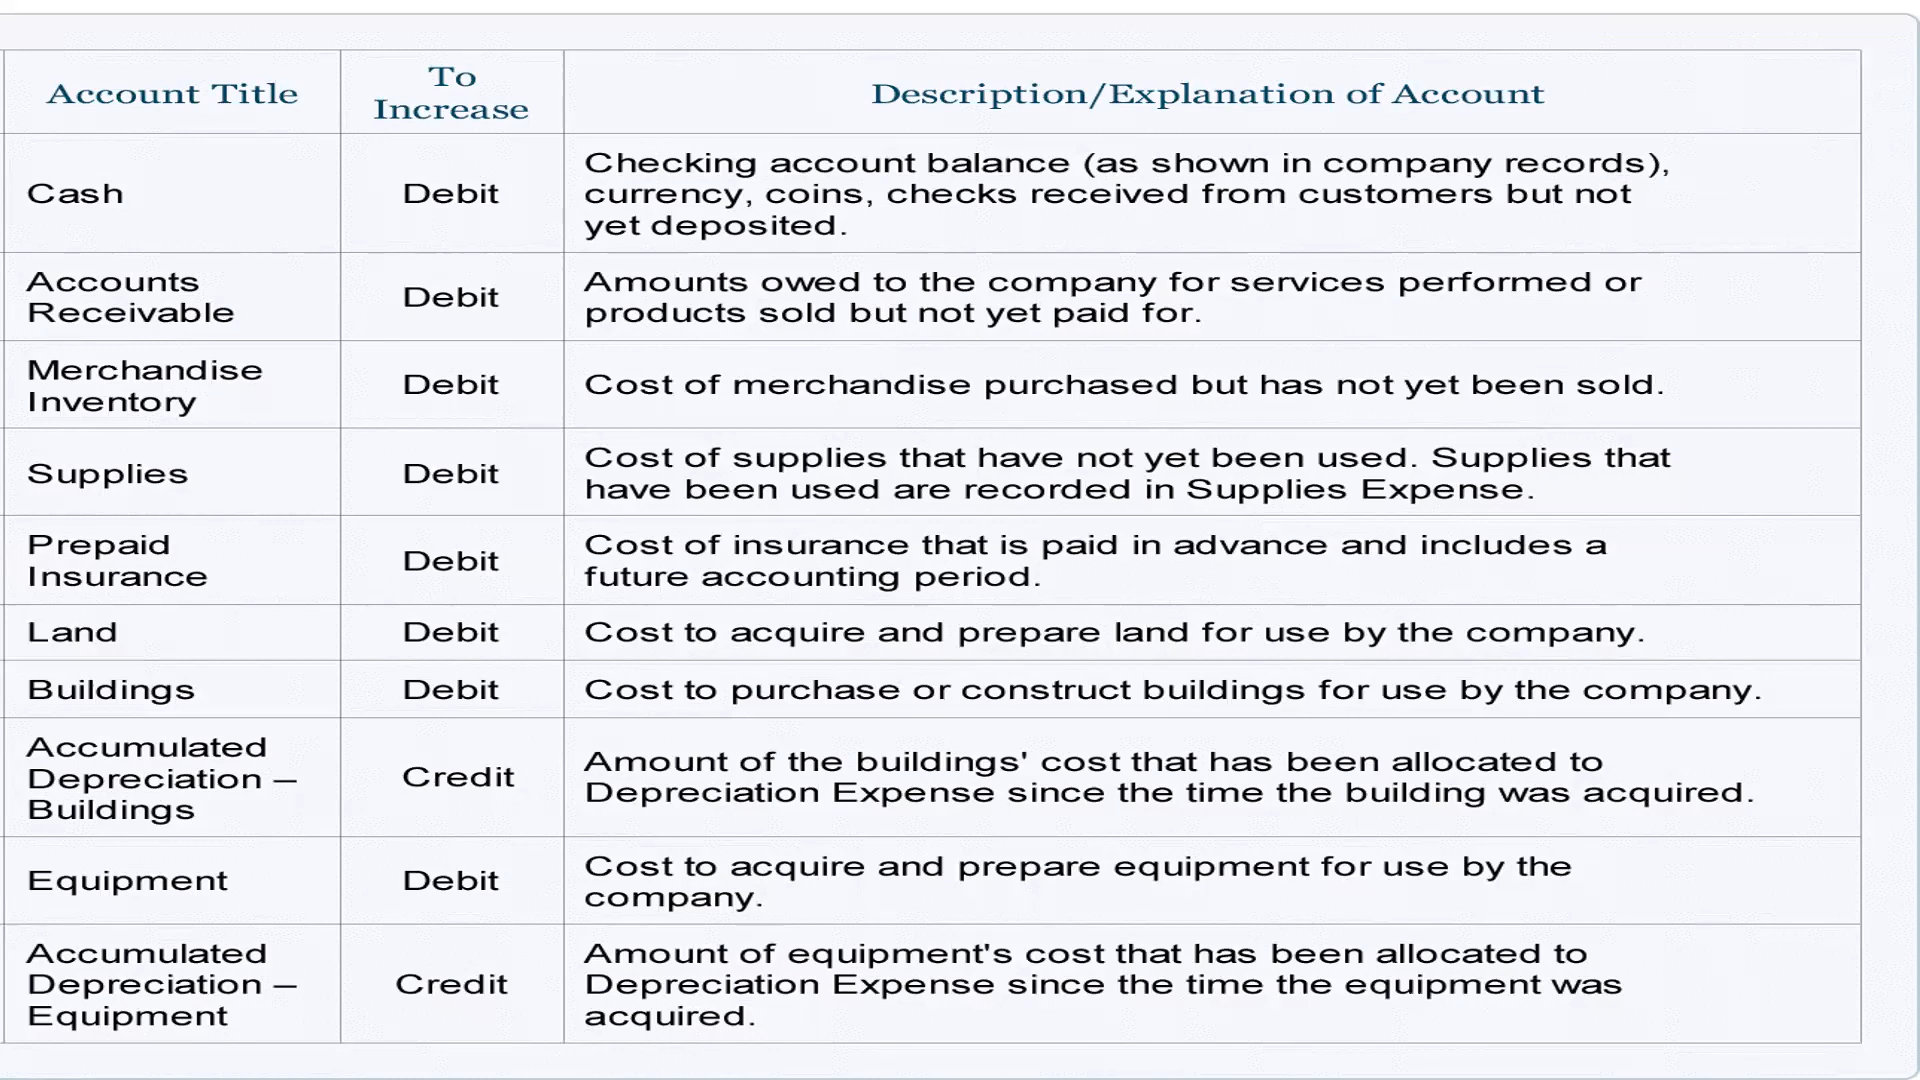 Account Title
To
Increase
Description/Explanation of Account
Cash
Debit
Checking account balance (as shown in company records),
currency, coins, checks received from customers but not
yet deposited.
Accounts
Receivable
Debit
Amounts owed to the company for services performed or
products sold but not yet paid for.
Merchandise
Inventory
Debit
Cost of merchandise purchased but has not yet been sold.
Supplies
Debit
Cost of supplies that have not yet been used. Supplies that
have been used are recorded in Supplies Expense.
Prepaid
Insurance
Debit
Cost of insurance that is paid in advance and includes a
future accounting period.
Land
Debit
Cost to acquire and prepare land for use by the company.
Buildings
Debit
Cost to purchase or construct buildings for use by the company.
Accumulated
Depreciation –
Buildings
Credit
Amount of the buildings' cost that has been allocated to
Depreciation Expense since the time the building was acquired.
Equipment
Debit
Cost to acquire and prepare equipment for use by the
company.
Accumulated
Depreciation –
Equipment
Credit
Amount of equipment's cost that has been allocated to
Depreciation Expense since the time the equipment was
acquired.